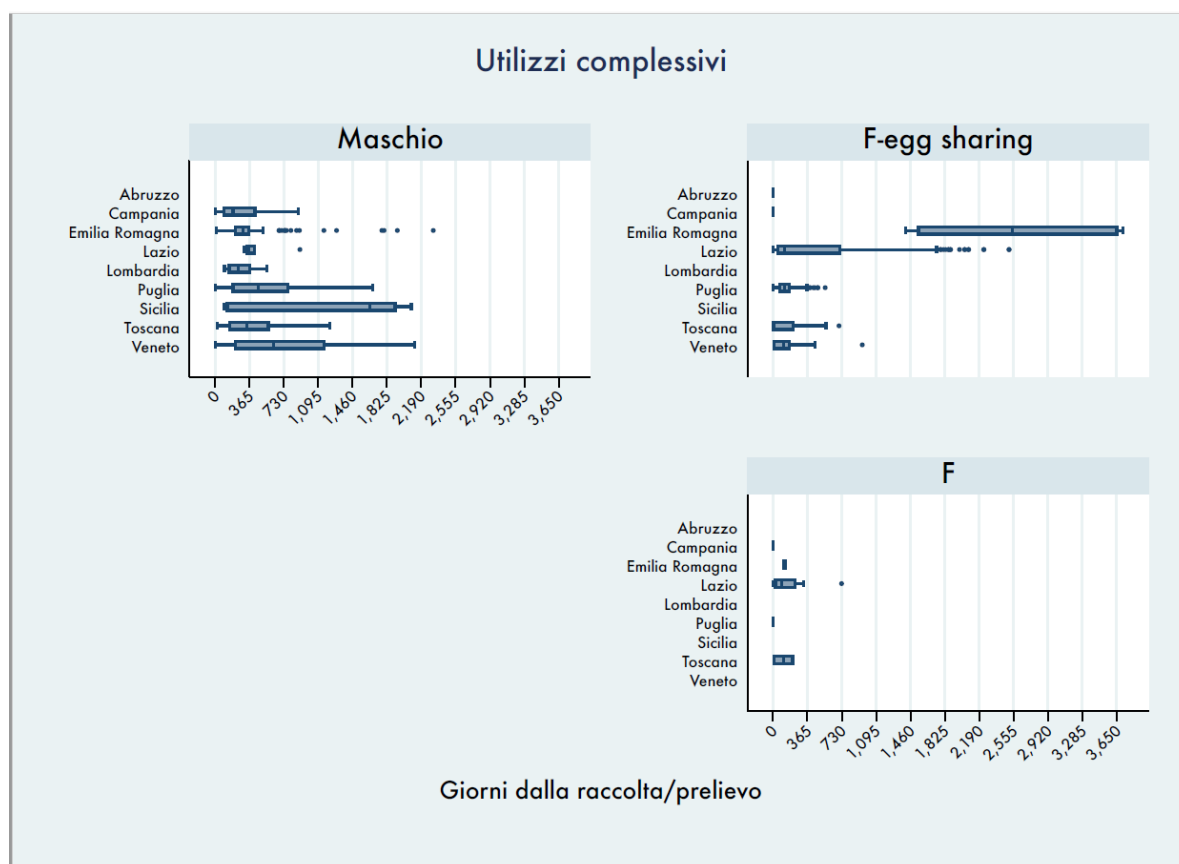 Utilizzi complessivi
Maschio
Abruzzo
Campania
Emilia Romagna
Lazio
Lombardia
Puglia
Sicilia
Toscana
Veneto
0 365 730 1,095 1,460 1,825 2,190 2,555 2,920 3,285 3,650
F-egg sharing
Abruzzo
Campania
Emilia Romagna
Lazio
Lombardia
Puglia
Sicilia
Toscana
Veneto
F
Abruzzo
Campania
Emilia Romagna
Lazio
Lombardia
Puglia
Sicilia
Toscana
Veneto
0 365 730 1,095 1,460 1,825 2,190 2,555 2,920 3,285 3,650
Giorni dalla raccolta/prelievo